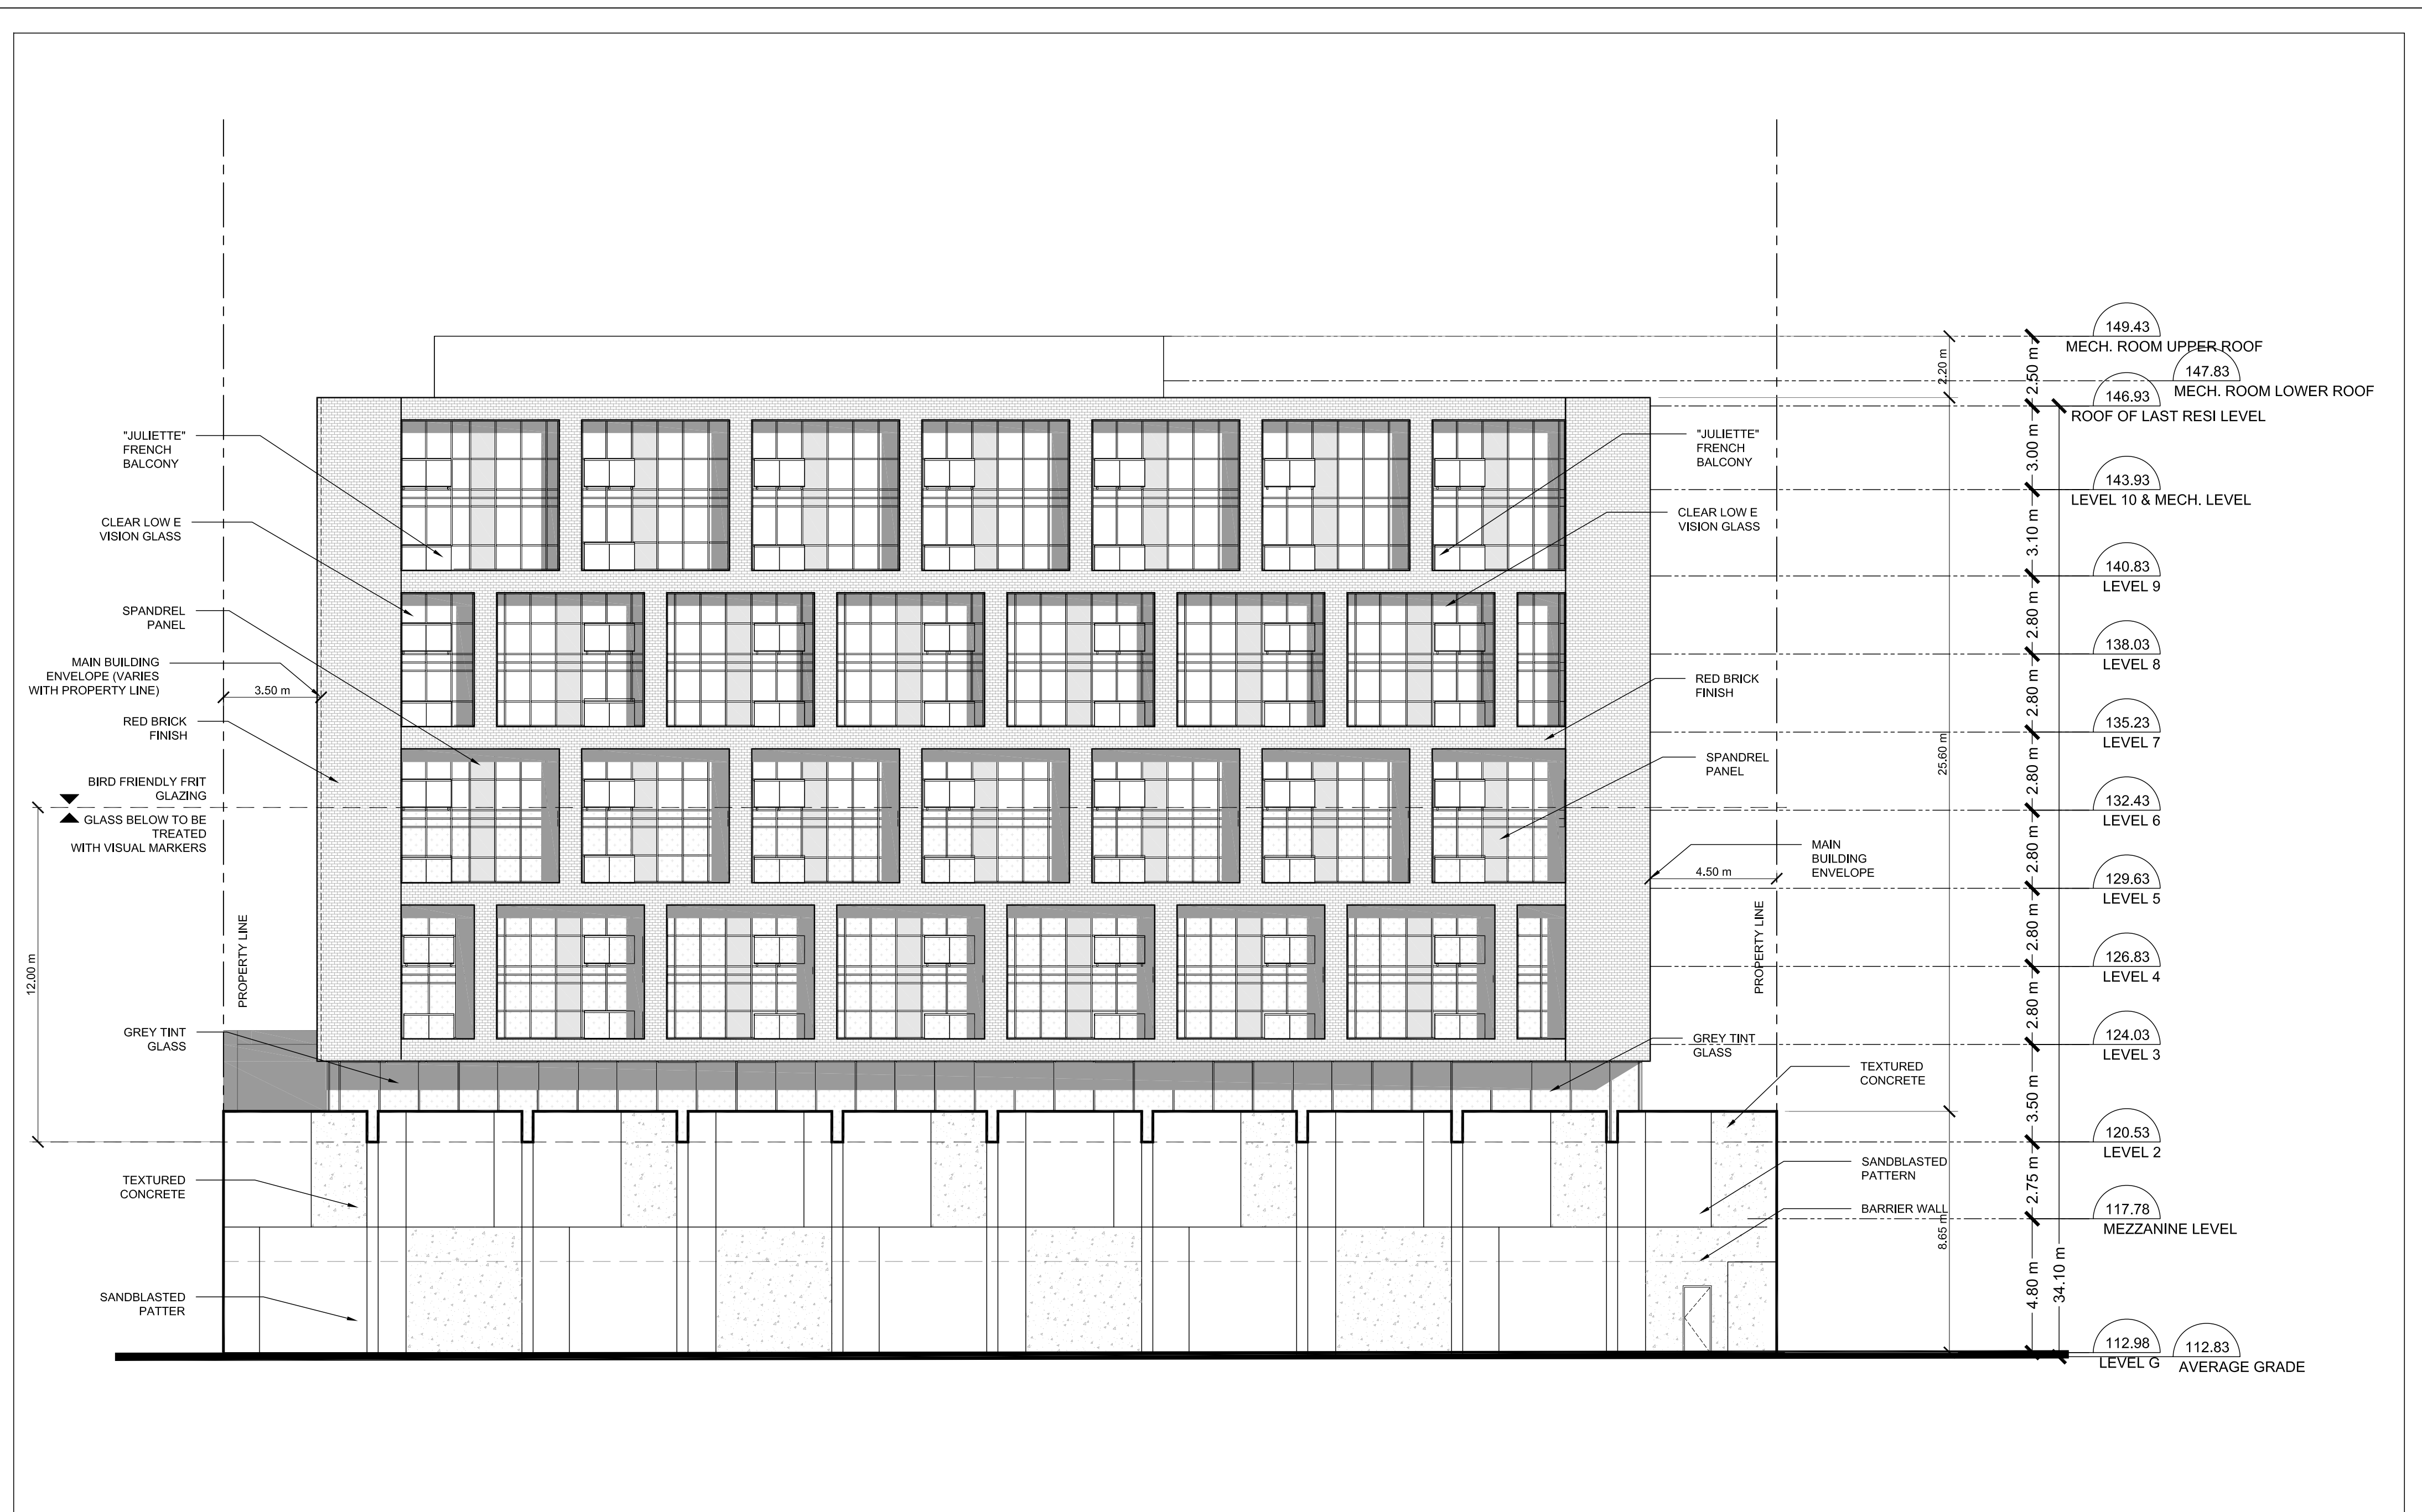 "JULIETTE"
FRENCH
BALCONY
CLEAR LOW E
VISION GLASS
SPANDREL
PANEL
MAIN BUILDING
ENVELOPE (VARIES
WITH PROPERTY LINE)
3.50 m
RED BRICK
FINISH
BIRD FRIENDLY FRIT
GLAZING
GLASS BELOW TO BE
TREATED
WITH VISUAL MARKERS
PROPERTY LINE
12.00 m
GREY TINT
GLASS
TEXTURED
CONCRETE
SANDBLASTED
PATTER
"JULIETTE"
FRENCH
BALCONY
CLEAR LOW E
VISION GLASS
RED BRICK
FINISH
SPANDREL
PANEL
MAIN
BUILDING
ENVELOPE
4.50 m
PROPERTY LINE
GREY TINT
GLASS
TEXTURED
CONCRETE
SANDBLASTED
PATTERN
BARRIER WALL
2.20 m
25.60 m
8.65 m
2.50 m
3.00 m
3.10 m
2.80 m
2.80 m
2.80 m
2.80 m
2.80 m
2.80 m
3.50 m
2.75 m
4.80 m
34.10 m
149.43
MECH. ROOM UPPER ROOF
147.83
MECH. ROOM LOWER ROOF
146.93
ROOF OF LAST RESI LEVEL
143.93
LEVEL 10 & MECH. LEVEL
140.83
LEVEL 9
138.03
LEVEL 8
135.23
LEVEL 7
132.43
LEVEL 6
129.63
LEVEL 5
126.83
LEVEL 4
124.03
LEVEL 3
120.53
LEVEL 2
117.78
MEZZANINE LEVEL
112.98
LEVEL G
112.83
AVERAGE GRADE